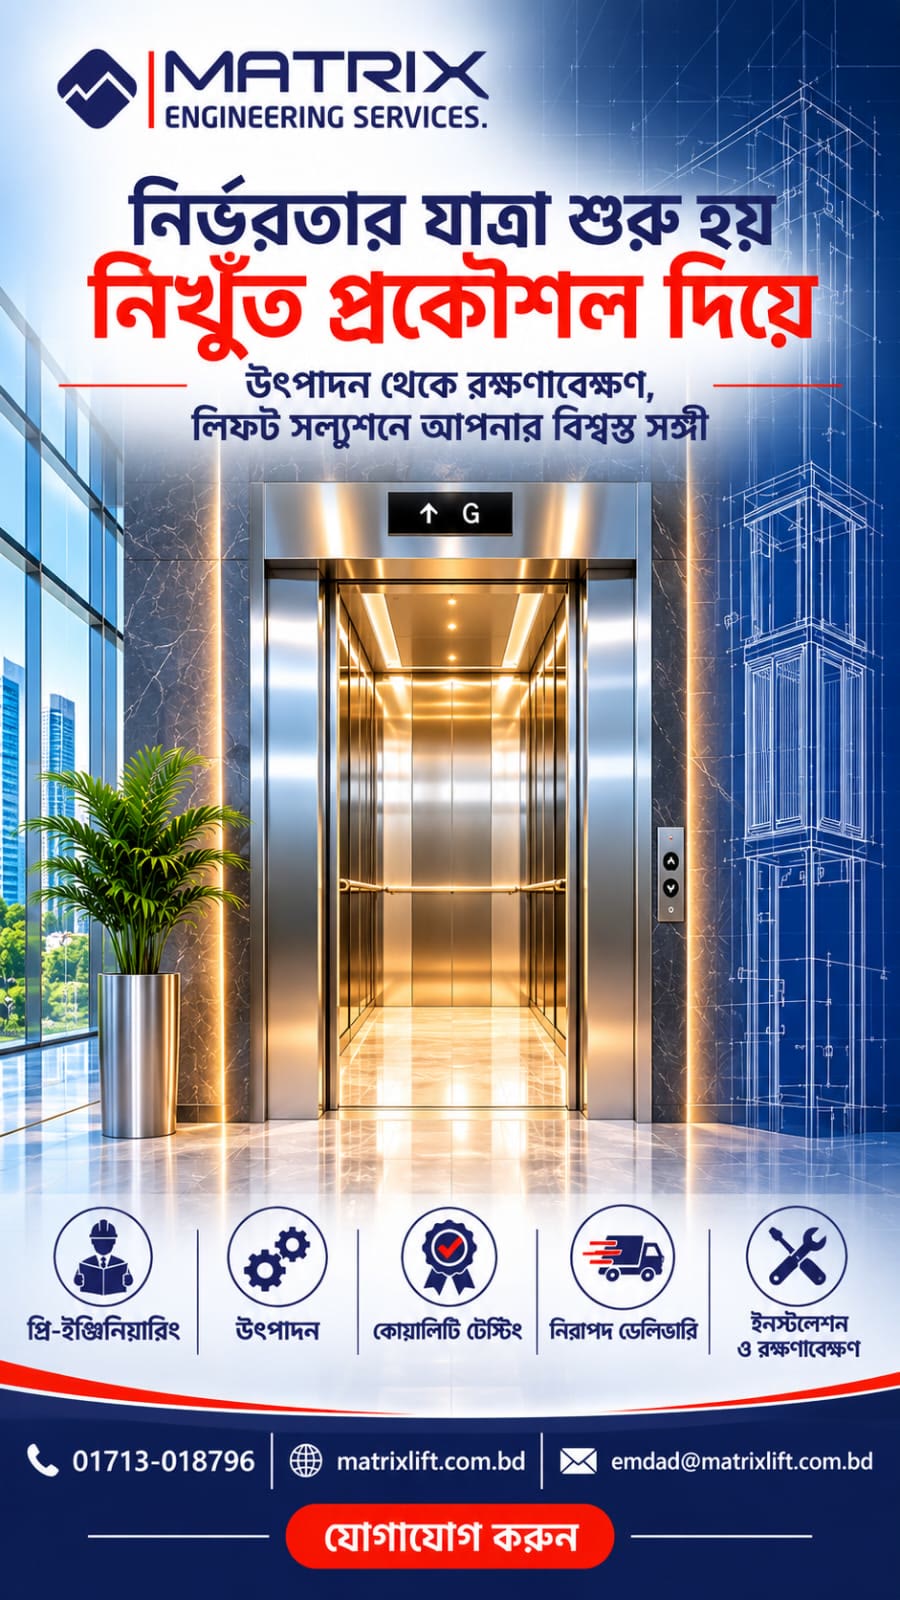 MATRIX
ENGINEERING SERVICES.
নির্ভরতার যাত্রা শুরু হয়
নিখুঁত প্রকৌশল দিয়ে
উৎপাদন থেকে রক্ষণাবেক্ষণ,
লিফট সল্যুশনে আপনার বিশ্বস্ত সঙ্গী
↑ G
প্রি-ইঞ্জিনিয়ারিং
উৎপাদন
কোয়ালিটি টেস্টিং
নিরাপদ ডেলিভারি
ইনস্টলেশন
ও রক্ষণাবেক্ষণ
01713-018796
matrixlift.com.bd
emdad@matrixlift.com.bd
যোগাযোগ করুন